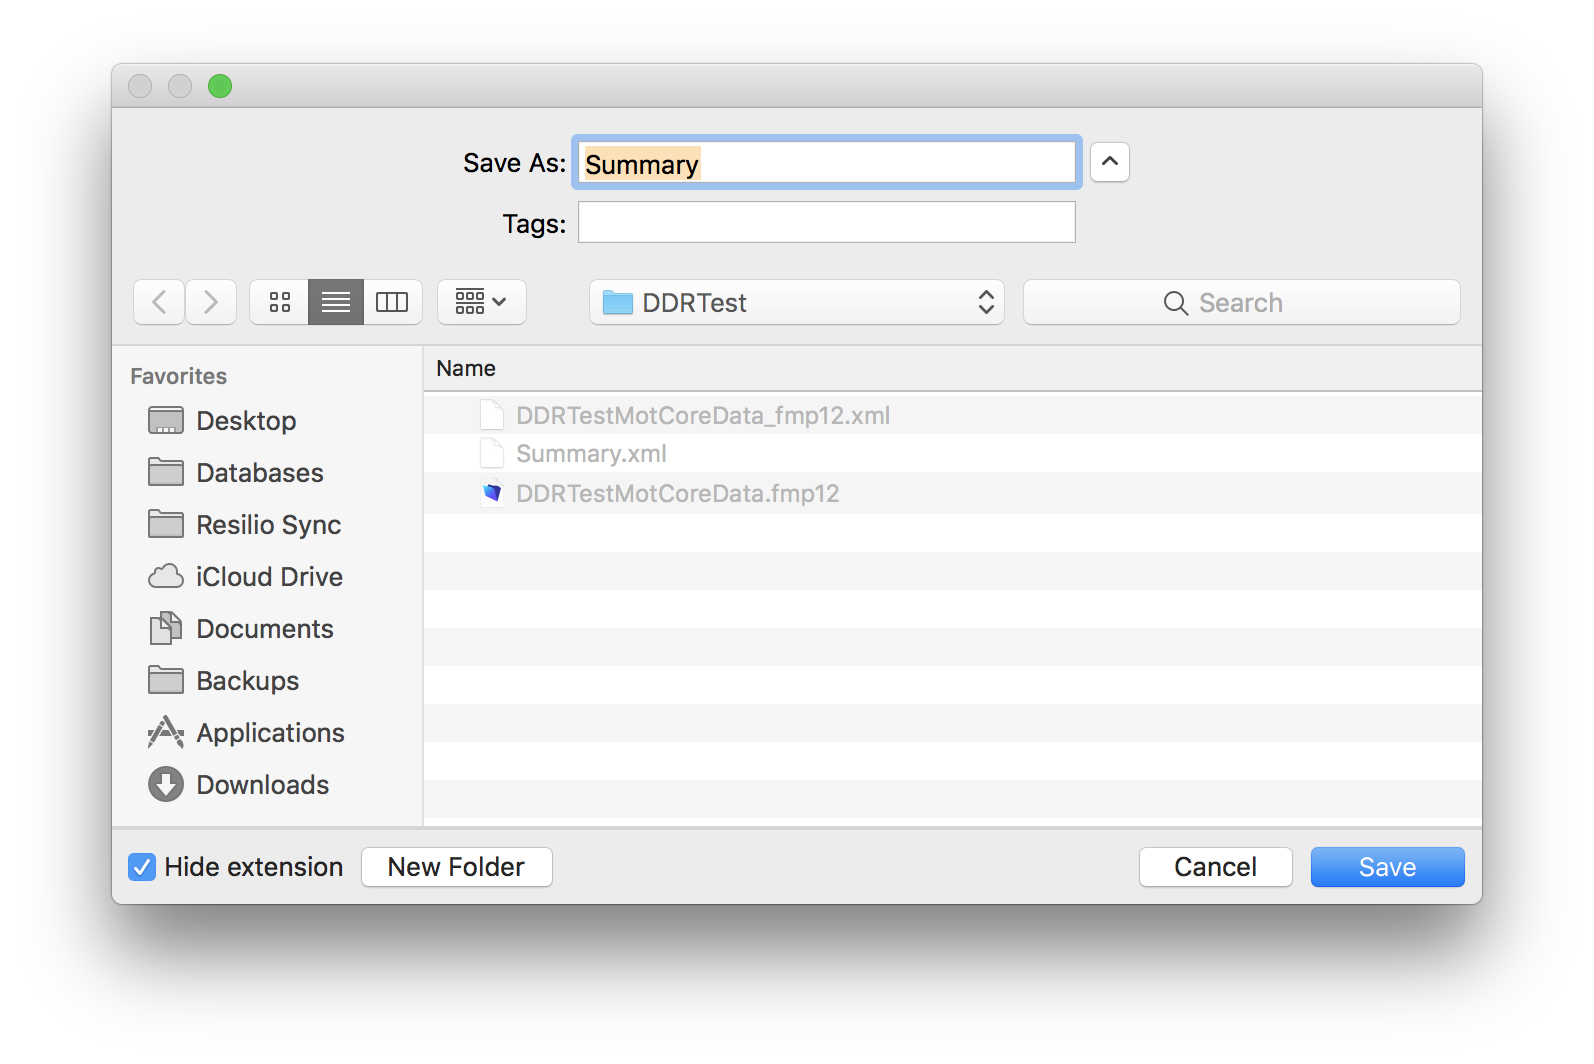 Save As: Summary
Tags:
DDRTest
Search
Favorites
Desktop
Databases
Resilio Sync
iCloud Drive
Documents
Backups
Applications
Downloads
Name
DDRTestMotCoreData_fmp12.xml
Summary.xml
DDRTestMotCoreData.fmp12
Hide extension
New Folder
Cancel
Save